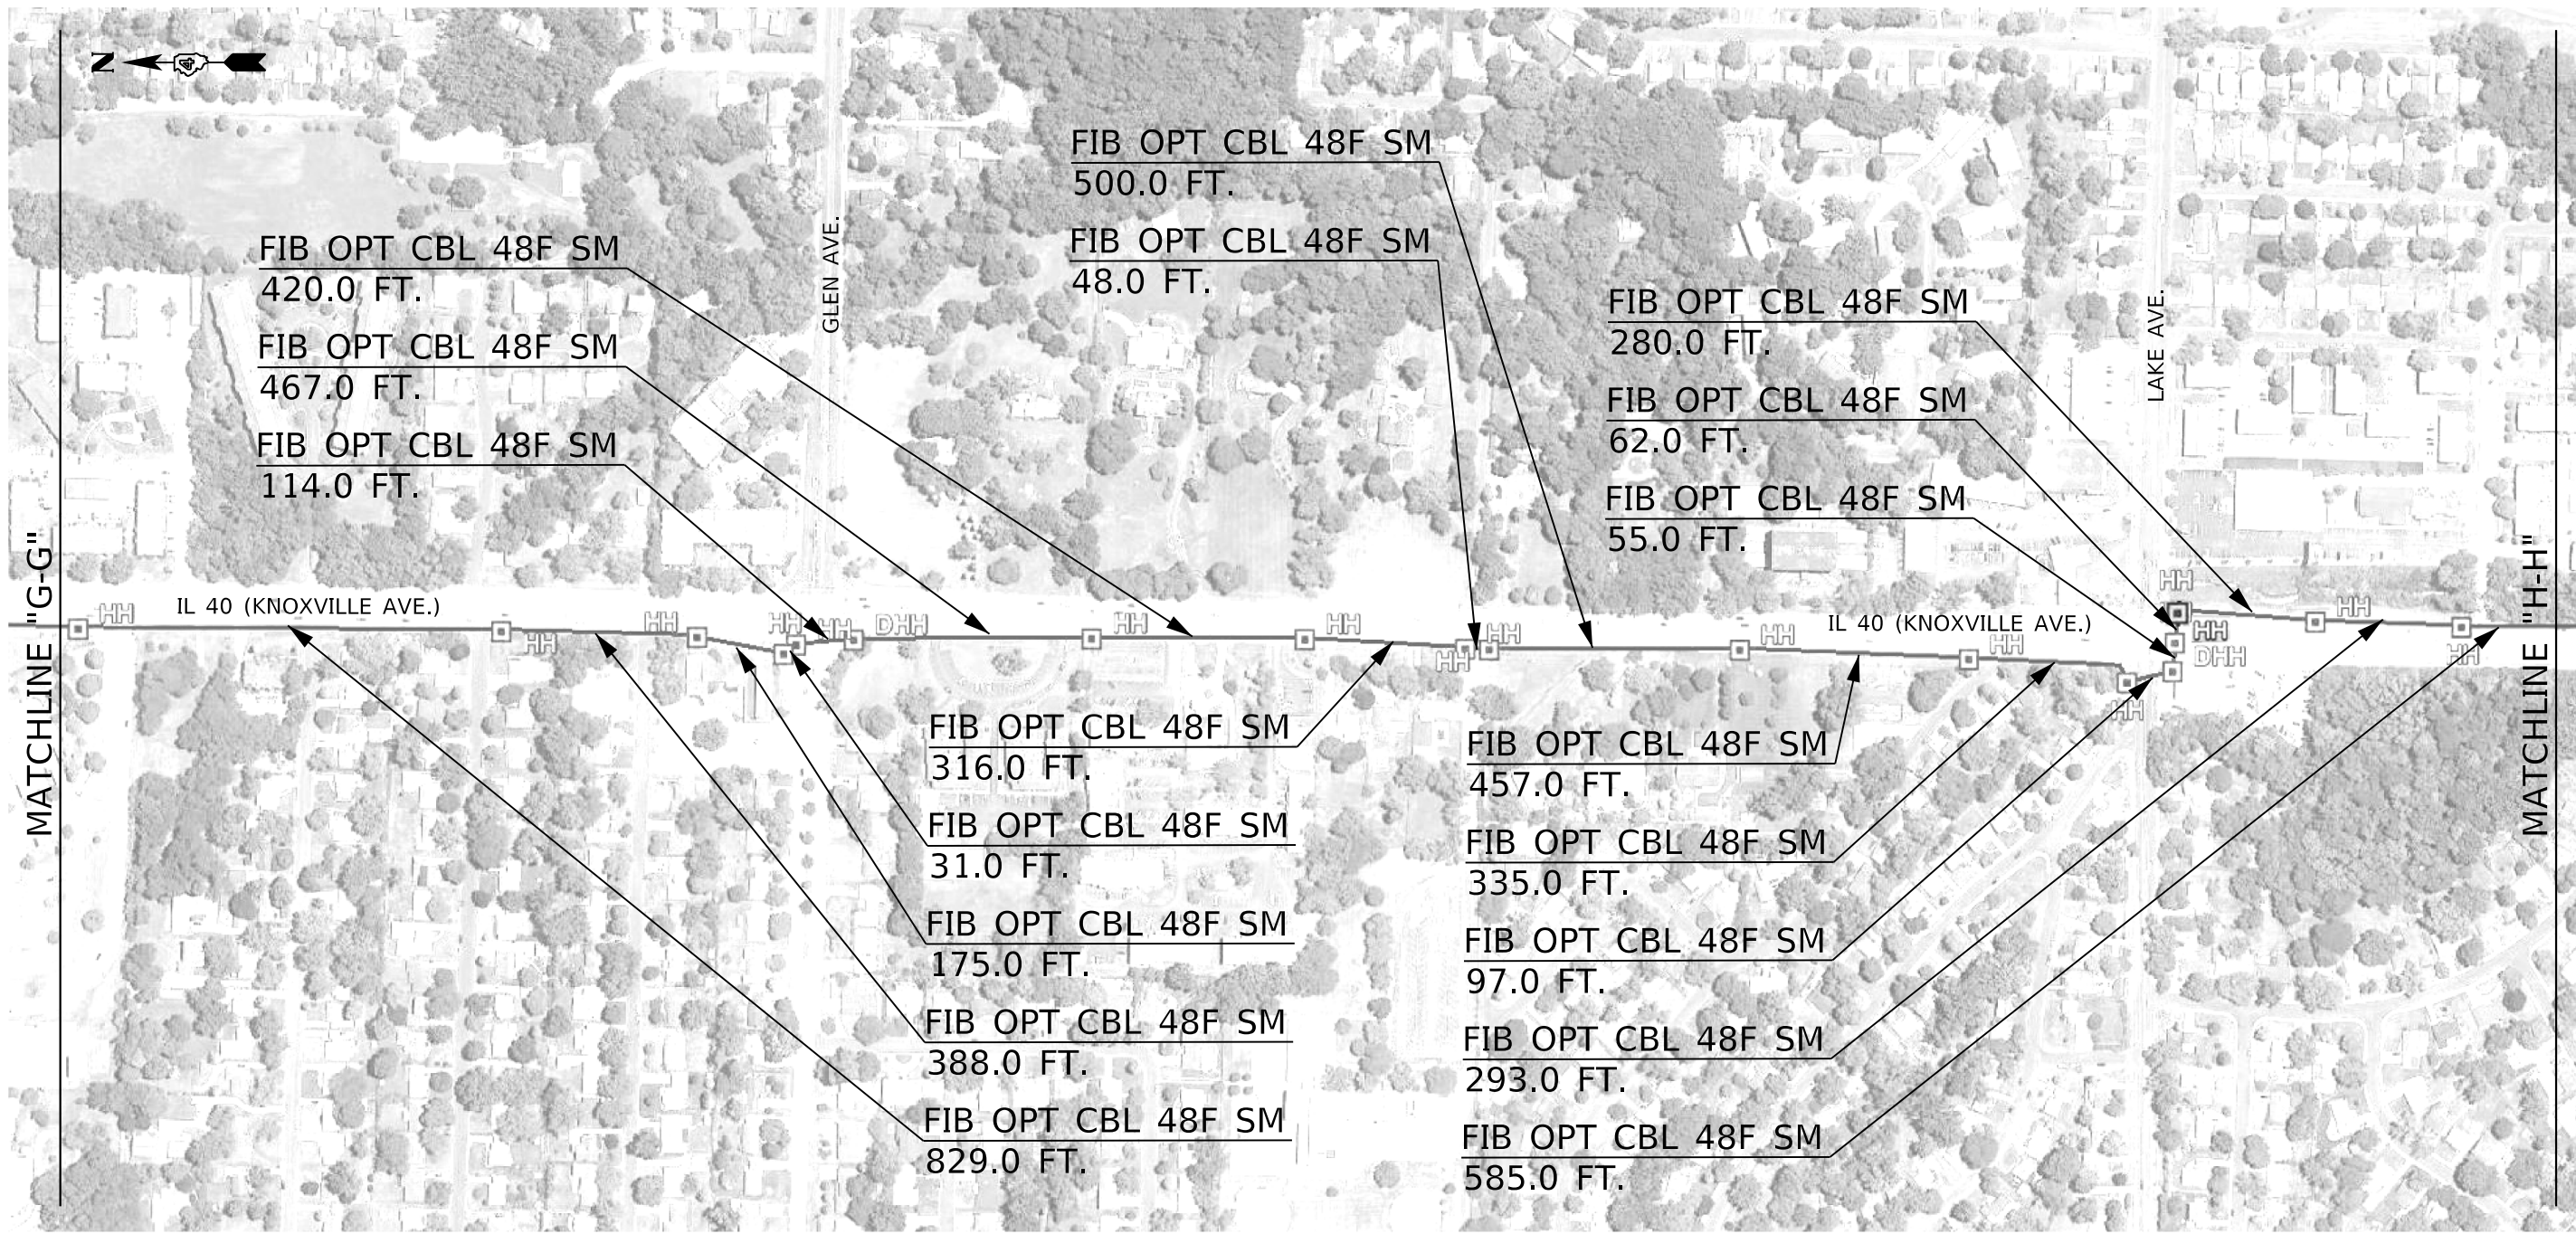 N
FIB OPT CBL 48F SM
500.0 FT.
FIB OPT CBL 48F SM
48.0 FT.
GLEN AVE.
FIB OPT CBL 48F SM
420.0 FT.
FIB OPT CBL 48F SM
467.0 FT.
FIB OPT CBL 48F SM
114.0 FT.
LAKE AVE.
FIB OPT CBL 48F SM
280.0 FT.
FIB OPT CBL 48F SM
62.0 FT.
FIB OPT CBL 48F SM
55.0 FT.
MATCHLINE "G-G"
MATCHLINE "H-H"
HH
IL 40 (KNOXVILLE AVE.)
HH
HH
HH
HH
DHH
HH
HH
HH
HH
HH
IL 40 (KNOXVILLE AVE.)
HH
HH
HH
DHH
HH
HH
HH
FIB OPT CBL 48F SM
316.0 FT.
FIB OPT CBL 48F SM
31.0 FT.
FIB OPT CBL 48F SM
175.0 FT.
FIB OPT CBL 48F SM
388.0 FT.
FIB OPT CBL 48F SM
829.0 FT.
FIB OPT CBL 48F SM
457.0 FT.
FIB OPT CBL 48F SM
335.0 FT.
FIB OPT CBL 48F SM
97.0 FT.
FIB OPT CBL 48F SM
293.0 FT.
FIB OPT CBL 48F SM
585.0 FT.